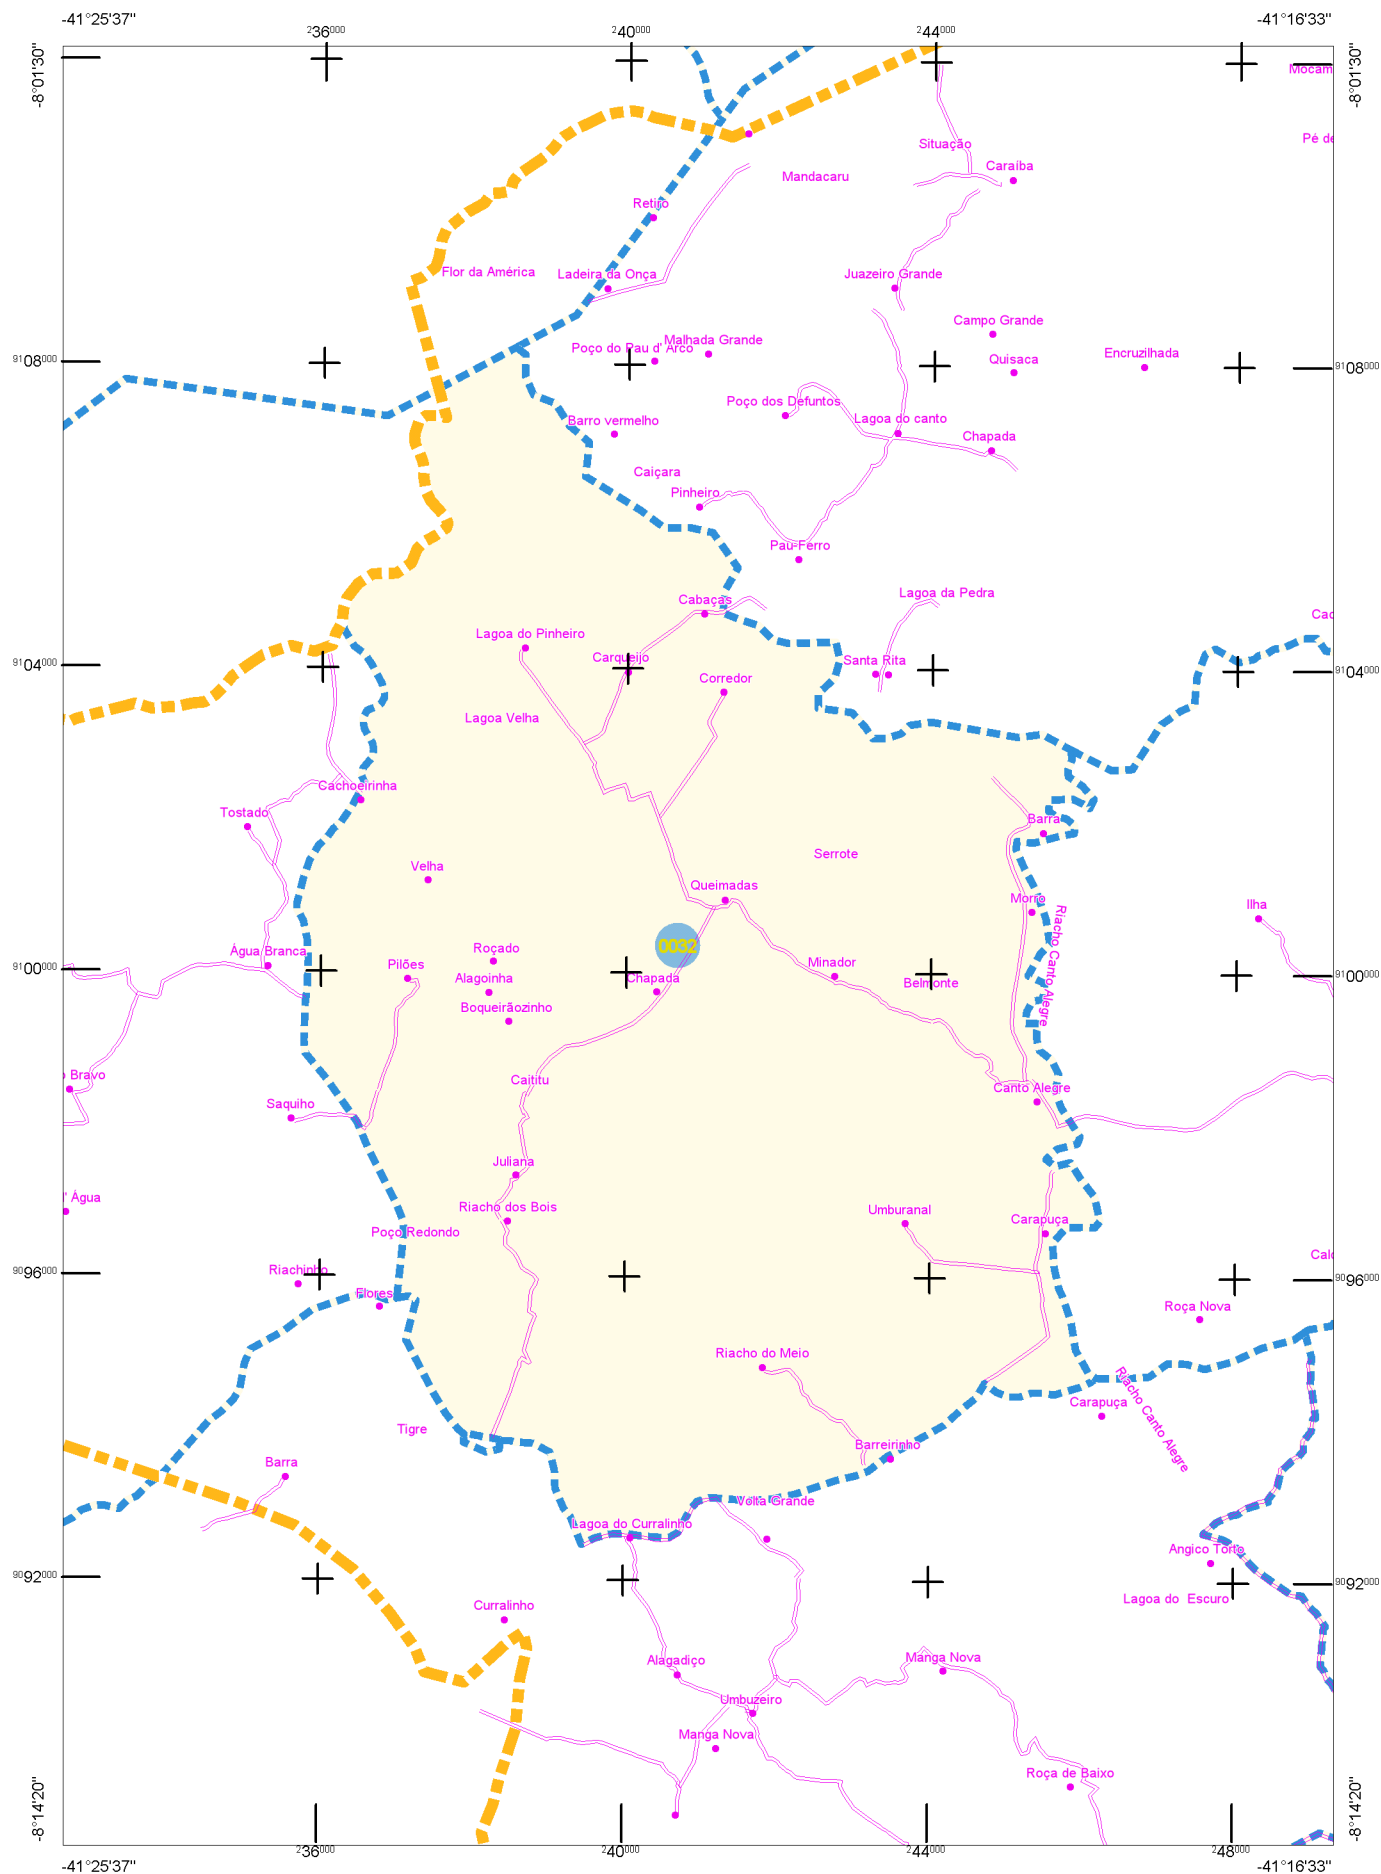 -41°25'37" -41°16'33"
236000 240000 244000
-8°01'30" -8°01'30"
Mocam
Situação
Pé de
Caraíba
Mandacaru
Retiro
Flor da América
Ladeira da Onça
Juazeiro Grande
Campo Grande
Malhada Grande
Poço do Pau d' Arco
Encruzilhada
Quisaca
9108000 9108000
Poço dos Defuntos
Barro vermelho
Lagoa do canto
Chapada
Caiçara
Pinheiro
Pau-Ferro
Lagoa da Pedra
Cabaças
Cac
Lagoa do Pinheiro
Carqueijo
Santa Rita
9104000 9104000
Corredor
Lagoa Velha
Cachoeirinha
Tostado
Barra
Serrote
Velha
Queimadas
Morro
Ilha
Riacho Canto Alegre
0032
Roçado
Água Branca
Pilões
Minador
9100000 9100000
Alagoinha
Chapada
Belmonte
Boqueirãozinho
o Bravo
Caititu
Canto Alegre
Saquiho
Juliana
' Água
Riacho dos Bois
Umburanal
Carapuça
Poço Redondo
Calc
Riachinho
9096000 9096000
Flores
Roça Nova
Riacho do Meio
Carapuça
Riacho Canto Alegre
Tigre
Barreirinho
Barra
Volta Grande
Lagoa do Curralinho
Angico Torto
9092000 9092000
Lagoa do Escuro
Curralinho
Alagadiço
Manga Nova
Umbuzeiro
Manga Nova
Roça de Baixo
-8°14'20" -8°14'20"
236000 240000 244000 248000
-41°25'37" -41°16'33"